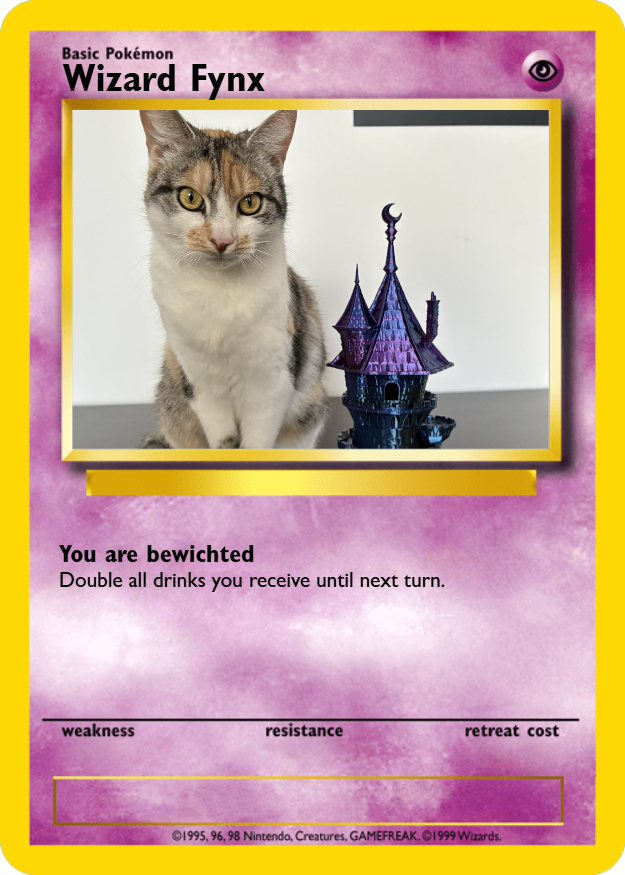 Basic Pokémon
Wizard Fynx
You are bewichted
Double all drinks you receive until next turn.
weakness resistance retreat cost
©1995, 96, 98 Nintendo, Creatures, GAMEFREAK. ©1999 Wizards.